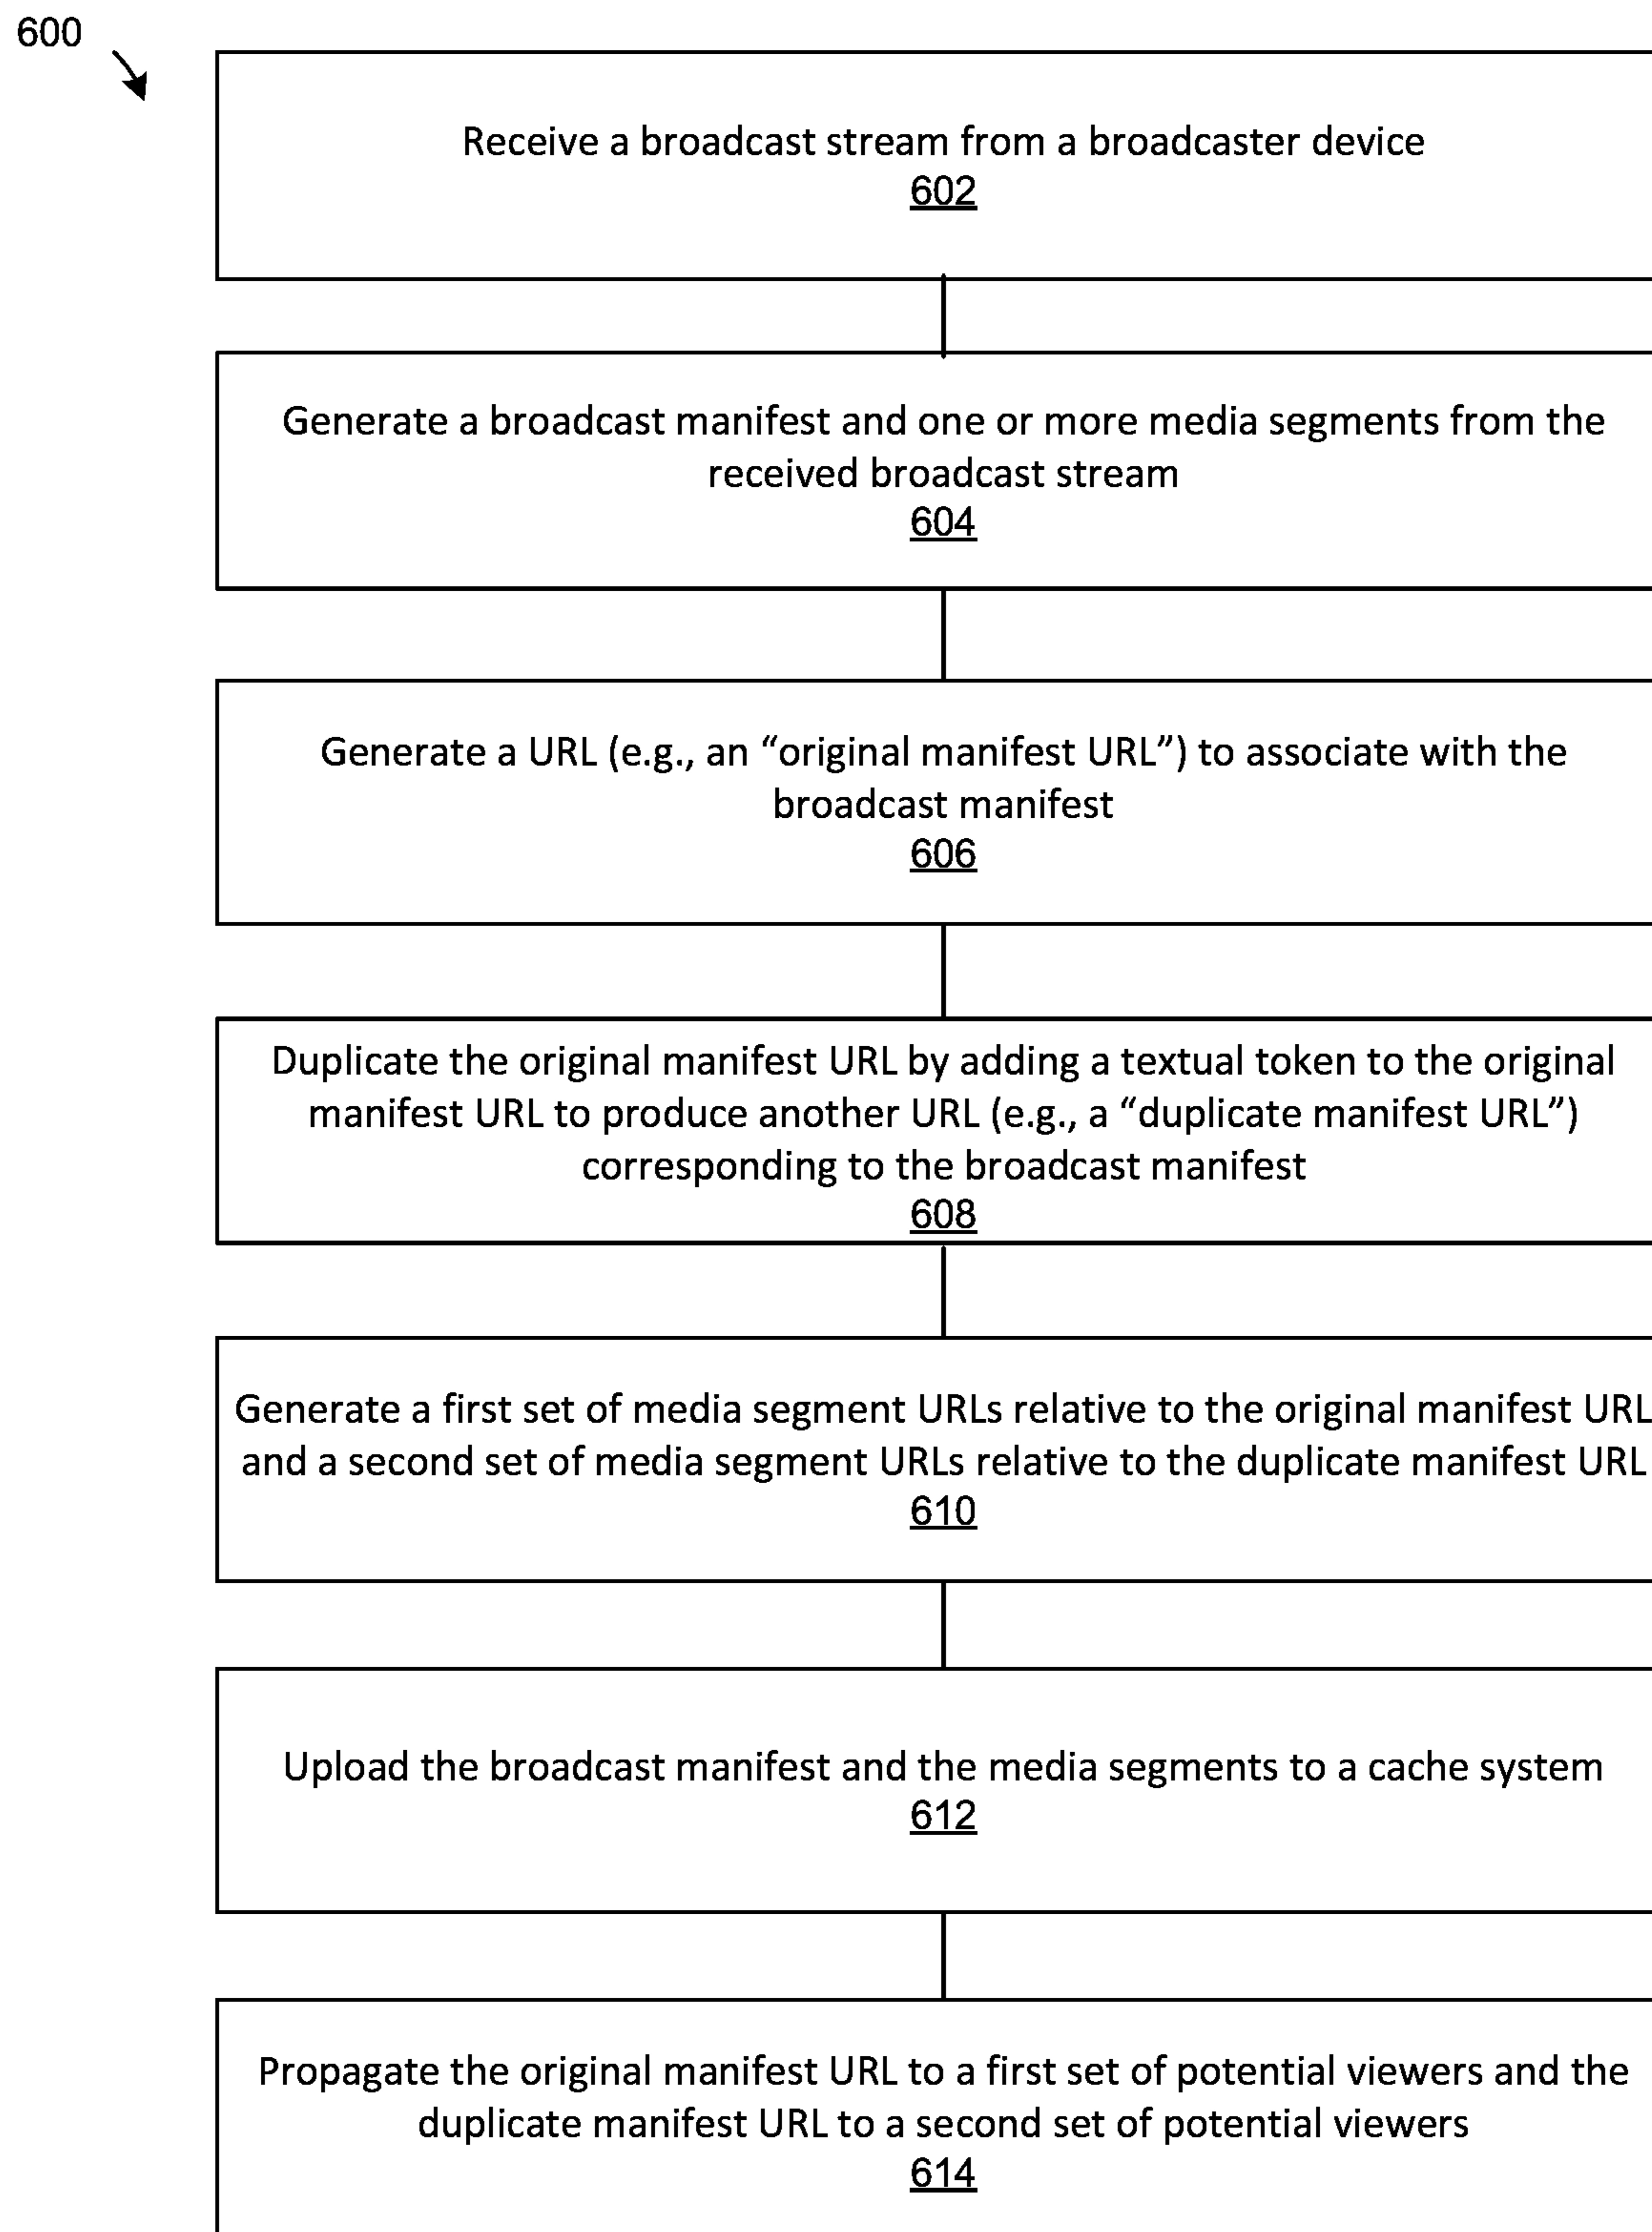 600
Receive a broadcast stream from a broadcaster device
602
Generate a broadcast manifest and one or more media segments from the
received broadcast stream
604
Generate a URL (e.g., an “original manifest URL”) to associate with the
broadcast manifest
606
Duplicate the original manifest URL by adding a textual token to the original
manifest URL to produce another URL (e.g., a “duplicate manifest URL”)
corresponding to the broadcast manifest
608
Generate a first set of media segment URLs relative to the original manifest URL
and a second set of media segment URLs relative to the duplicate manifest URL
610
Upload the broadcast manifest and the media segments to a cache system
612
Propagate the original manifest URL to a first set of potential viewers and the
duplicate manifest URL to a second set of potential viewers
614